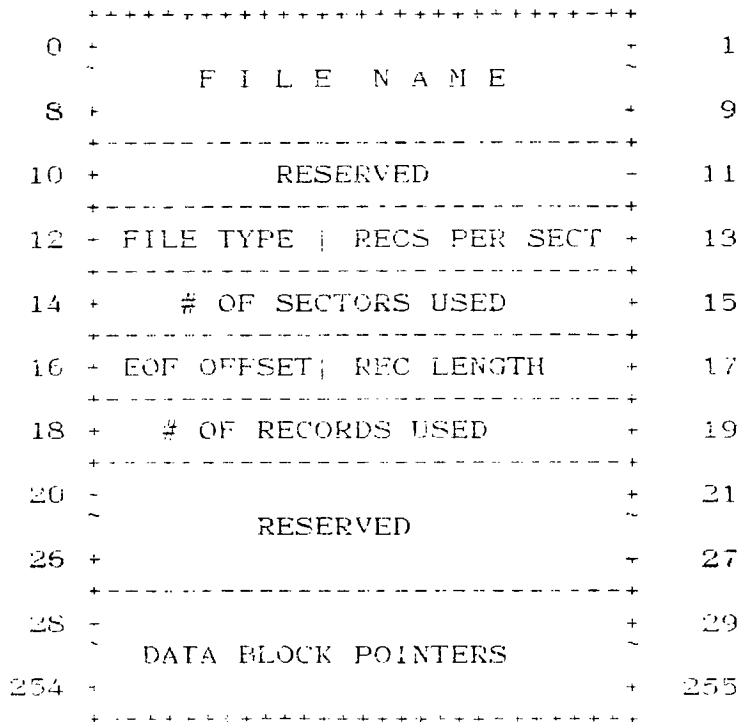 0 1
F I L E N A M E
8 9
10 RESERVED 11
12 FILE TYPE | RECS PER SECT 13
14 # OF SECTORS USED 15
16 EOF OFFSET| REC LENGTH 17
18 # OF RECORDS USED 19
20 21
RESERVED
26 27
28 29
DATA BLOCK POINTERS
254 255